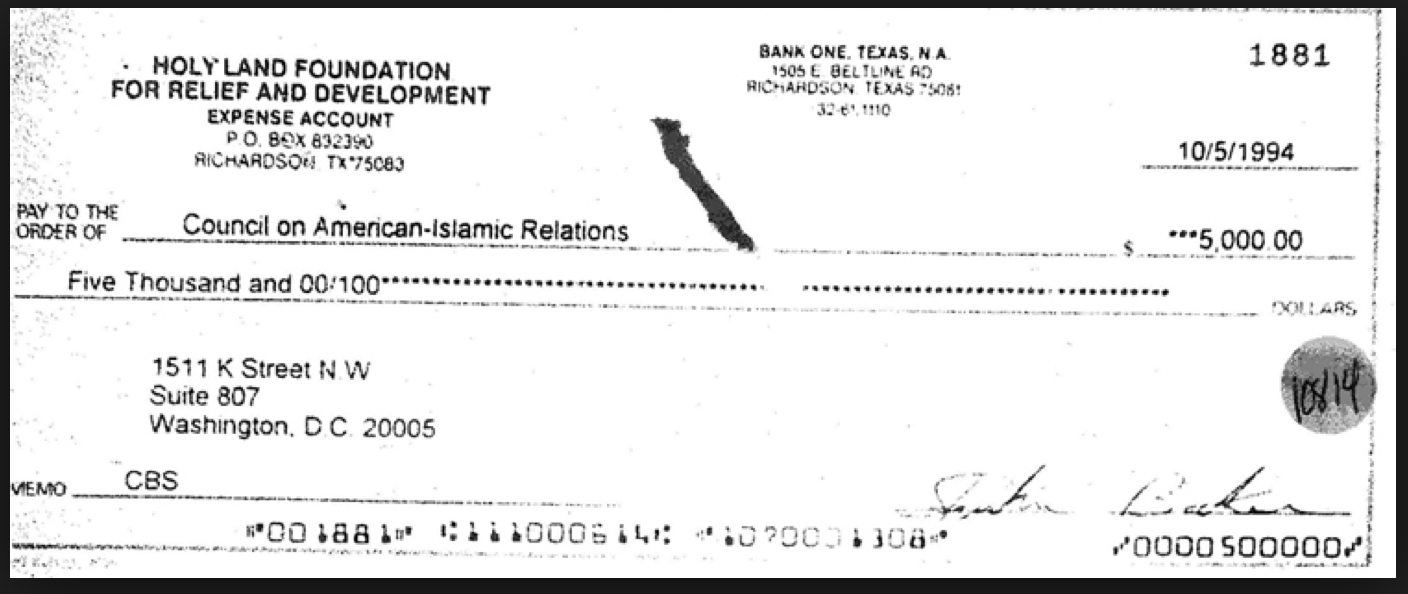 HOLY LAND FOUNDATION
FOR RELIEF AND DEVELOPMENT
EXPENSE ACCOUNT
P.O. BOX 832390
RICHARDSON, TX 75083
BANK ONE, TEXAS, N.A.
1505 E. BELTLINE RD
RICHARDSON, TEXAS 75081
32-61 1110
1881
10/5/1994
PAY TO THE
ORDER OF Council on American-Islamic Relations $ ***5,000.00
Five Thousand and 00/100**************************** DOLLARS
1511 K Street N.W
Suite 807
Washington, D.C. 20005
10814
MEMO CBS
001881 0000500000